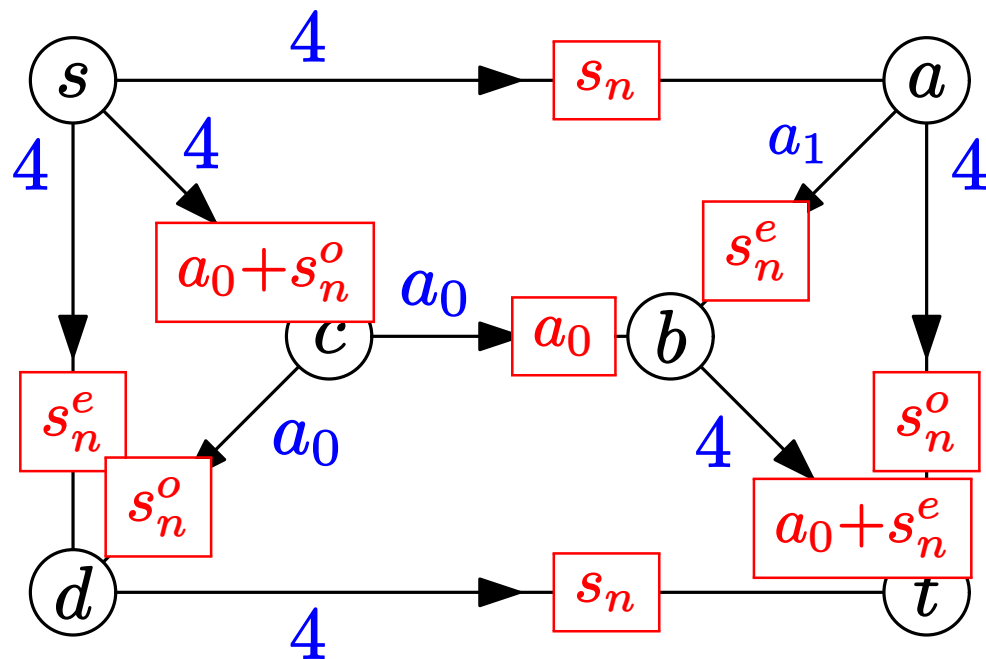 4
s s_n a
4 4 a_1 4
s_n^e
a_0+s_n^o
a_0
c a_0 b
s_n^e s_n^o
a_0 4
s_n^o a_0+s_n^e
d s_n t
4